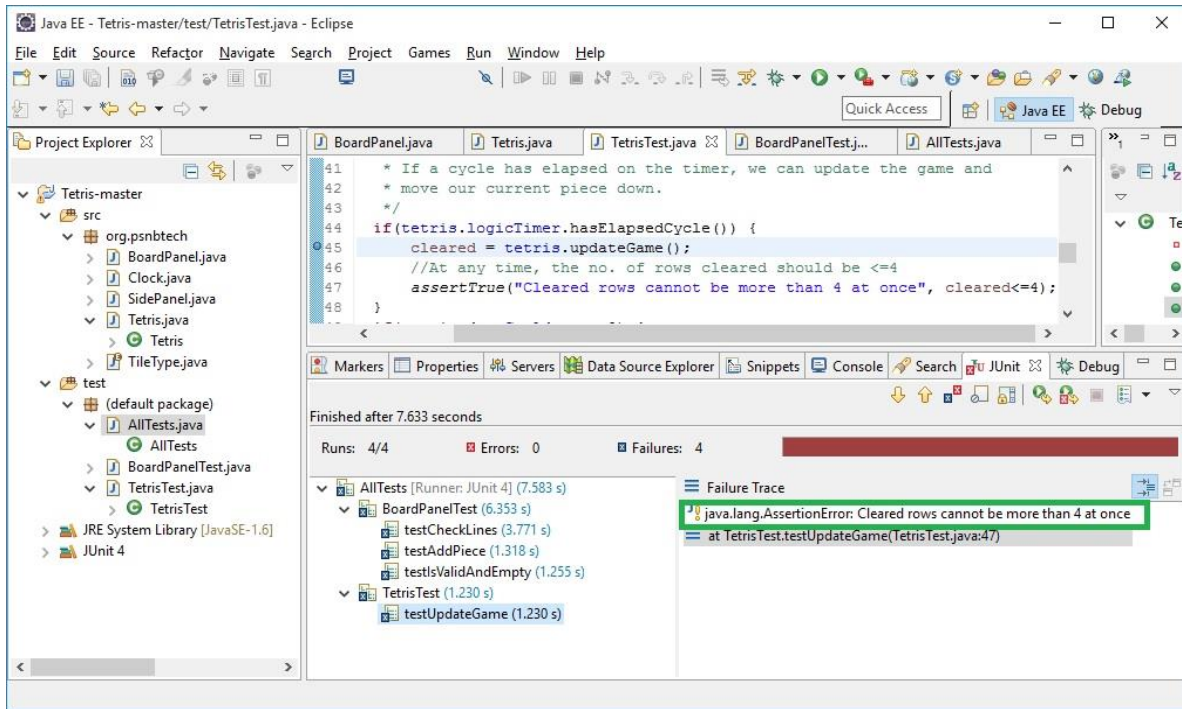 Java EE - Tetris-master/test/TetrisTest.java - Eclipse
File Edit Source Refactor Navigate Search Project Games Run Window Help
Quick Access Java EE Debug
Project Explorer
Tetris-master
src
org.psnbtech
BoardPanel.java
Clock.java
SidePanel.java
Tetris.java
Tetris
TileType.java
test
(default package)
AllTests.java
AllTests
BoardPanelTest.java
TetrisTest.java
TetrisTest
JRE System Library [JavaSE-1.6]
JUnit 4
BoardPanel.java Tetris.java TetrisTest.java BoardPanelTest.j... AllTests.java
41 * If a cycle has elapsed on the timer, we can update the game and
42 * move our current piece down.
43 */
44 if(tetris.logicTimer.hasElapsedCycle()) {
45 cleared = tetris.updateGame();
46 //At any time, the no. of rows cleared should be <=4
47 assertTrue("Cleared rows cannot be more than 4 at once", cleared<=4);
48 }
Te
Markers Properties Servers Data Source Explorer Snippets Console Search JUnit Debug
Finished after 7.633 seconds
Runs: 4/4 Errors: 0 Failures: 4
AllTests [Runner: JUnit 4] (7.583 s)
BoardPanelTest (6.353 s)
testCheckLines (3.771 s)
testAddPiece (1.318 s)
testIsValidAndEmpty (1.255 s)
TetrisTest (1.230 s)
testUpdateGame (1.230 s)
Failure Trace
java.lang.AssertionError: Cleared rows cannot be more than 4 at once
at TetrisTest.testUpdateGame(TetrisTest.java:47)